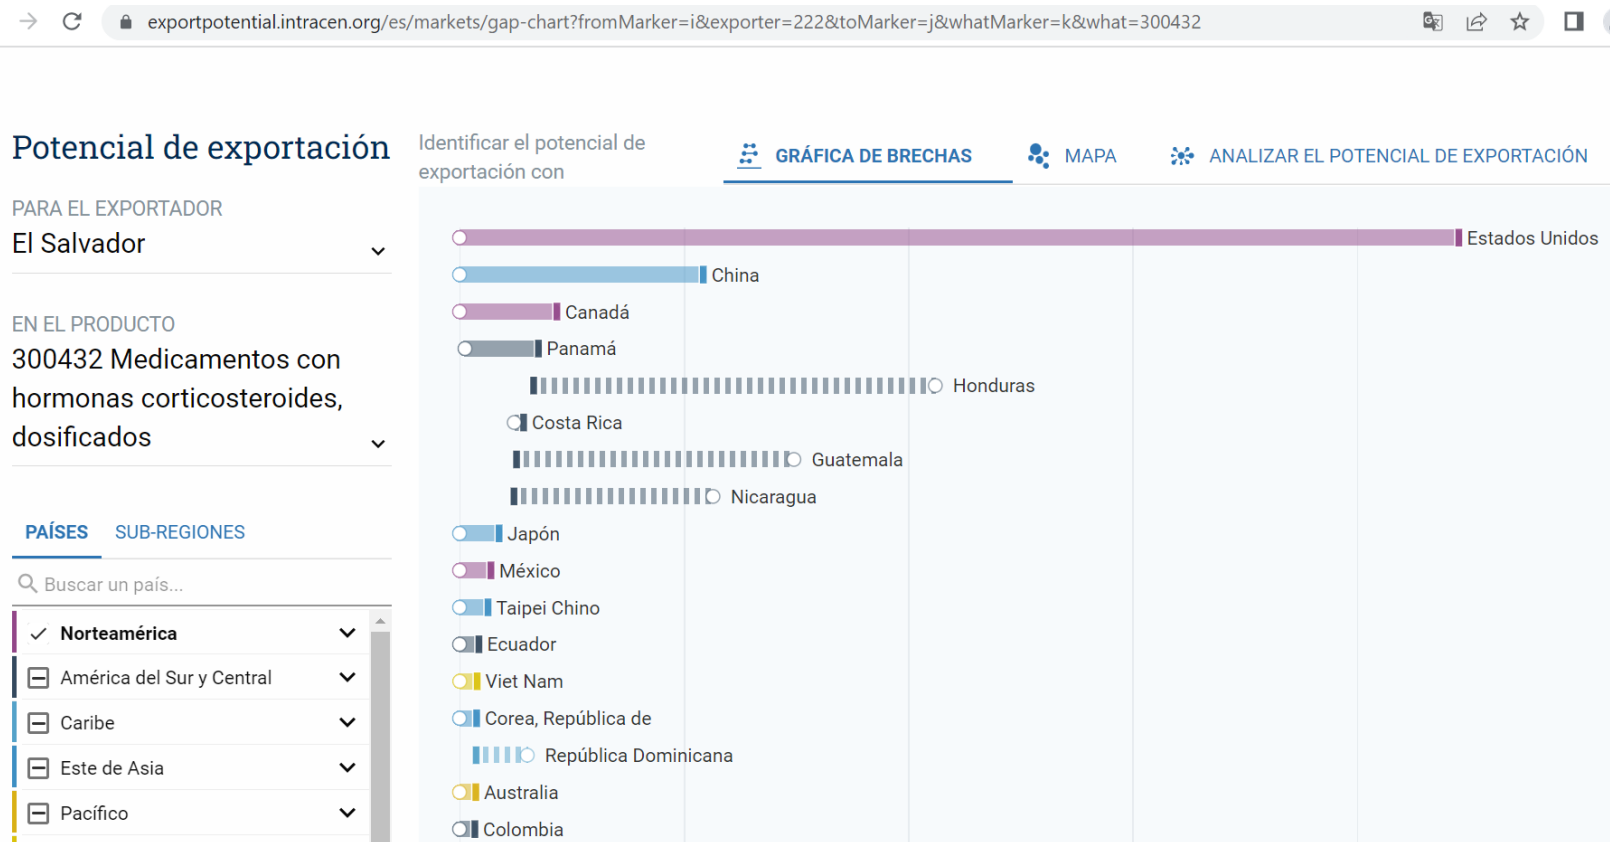 exportpotential.intracen.org/es/markets/gap-chart?fromMarker=i&exporter=222&toMarker=j&whatMarker=k&what=300432
Potencial de exportación
PARA EL EXPORTADOR
El Salvador
EN EL PRODUCTO
300432 Medicamentos con
hormonas corticosteroides,
dosificados
PAÍSES
SUB-REGIONES
Buscar un país...
Norteamérica
América del Sur y Central
Caribe
Este de Asia
Pacífico
Identificar el potencial de
exportación con
GRÁFICA DE BRECHAS
MAPA
ANALIZAR EL POTENCIAL DE EXPORTACIÓN
Estados Unidos
China
Canadá
Panamá
Honduras
Costa Rica
Guatemala
Nicaragua
Japón
México
Taipei Chino
Ecuador
Viet Nam
Corea, República de
República Dominicana
Australia
Colombia